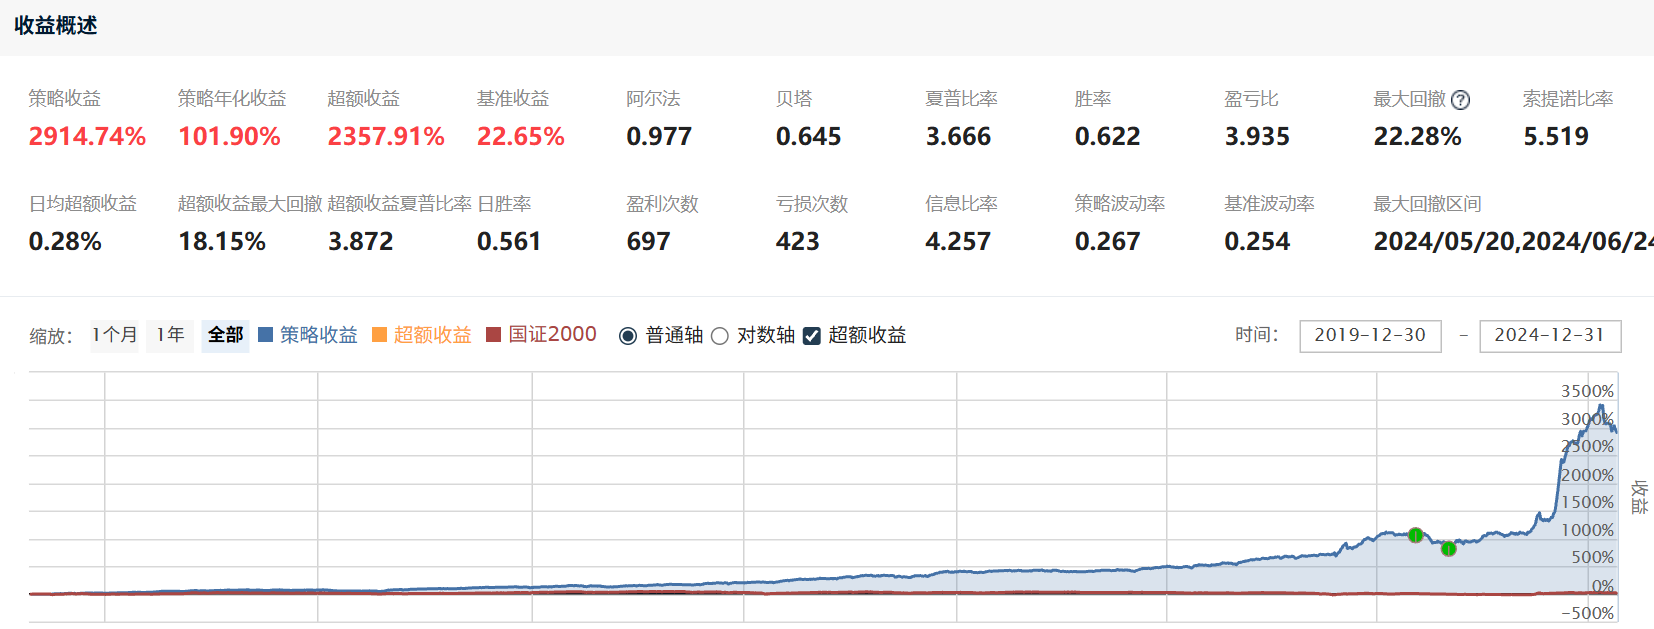 收益概述
策略收益 策略年化收益 超额收益 基准收益 阿尔法 贝塔 夏普比率 胜率 盈亏比 最大回撤 ? 索提诺比率
2914.74% 101.90% 2357.91% 22.65% 0.977 0.645 3.666 0.622 3.935 22.28% 5.519
日均超额收益 超额收益最大回撤 超额收益夏普比率 日胜率 盈利次数 亏损次数 信息比率 策略波动率 基准波动率 最大回撤区间
0.28% 18.15% 3.872 0.561 697 423 4.257 0.267 0.254 2024/05/20,2024/06/24
缩放: 1个月 1年 全部 策略收益 超额收益 国证2000 普通轴 对数轴 超额收益 时间: 2019-12-30 - 2024-12-31
3500%
3000%
2500%
2000%
1500%
1000%
500%
0%
-500%
收益